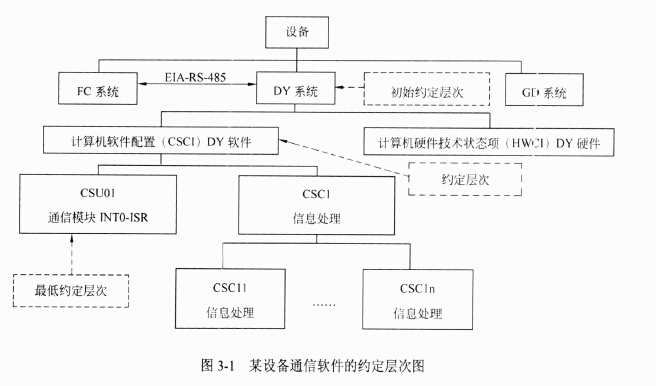 设备
FC 系统
EIA-RS-485
DY 系统
初始约定层次
GD 系统
计算机软件配置（CSCI）DY 软件
计算机硬件技术状态项（HWCI）DY 硬件
约定层次
CSU01
通信模块 INT0-ISR
CSC1
信息处理
最低约定层次
CSC11
信息处理
……
CSC1n
信息处理
图 3-1 某设备通信软件的约定层次图